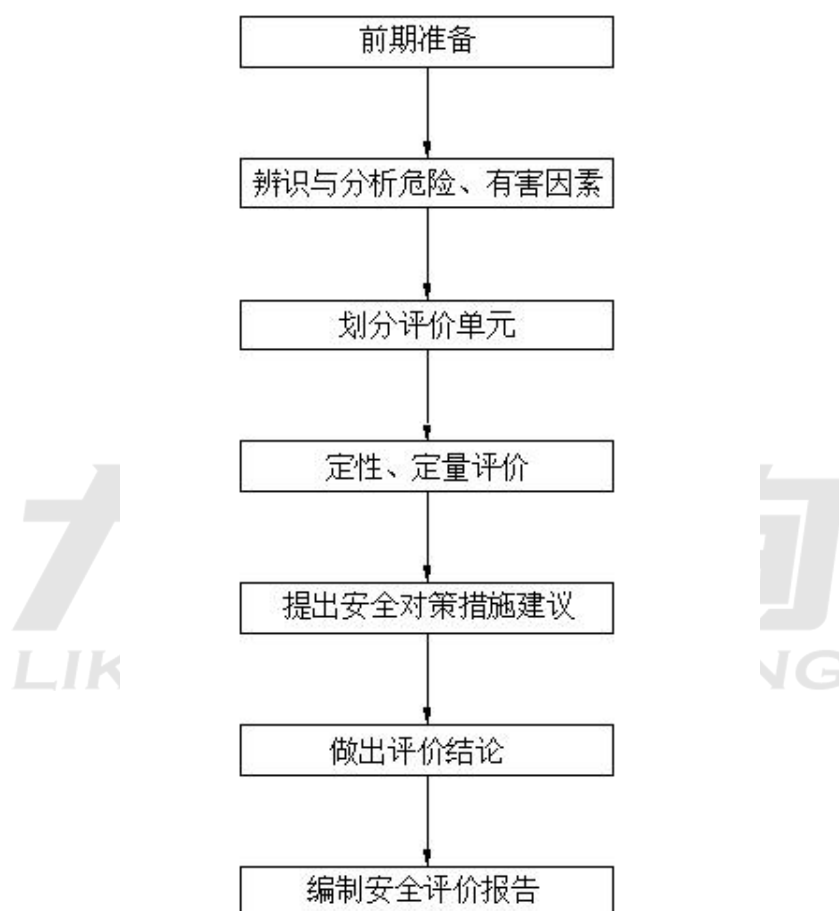 前期准备
辨识与分析危险、有害因素
划分评价单元
定性、定量评价
提出安全对策措施建议
做出评价结论
编制安全评价报告